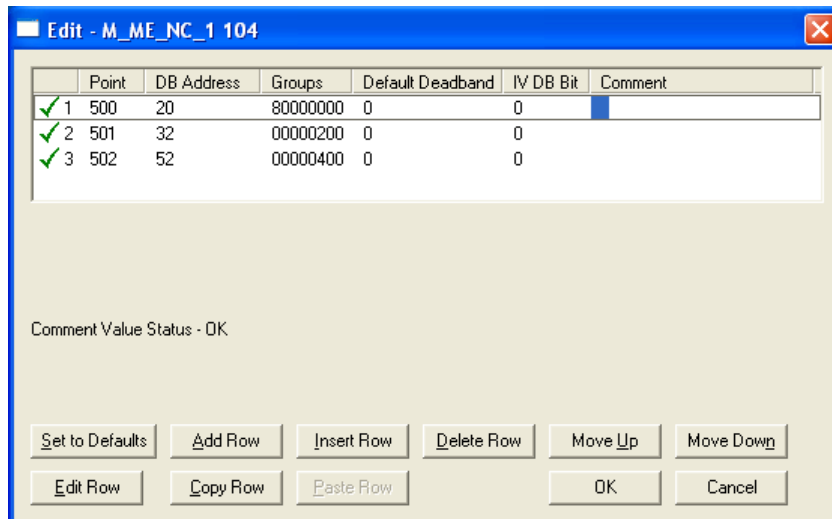 Edit - M_ME_NC_1 104
Point DB Address Groups Default Deadband IV DB Bit Comment
1 500 20 80000000 0 0
2 501 32 00000200 0 0
3 502 52 00000400 0 0
Comment Value Status - OK
Set to Defaults Add Row Insert Row Delete Row Move Up Move Down
Edit Row Copy Row Paste Row OK Cancel